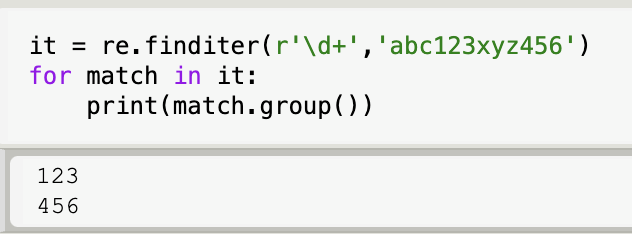 it = re.finditer(r'\d+','abc123xyz456')
for match in it:
    print(match.group())
123
456